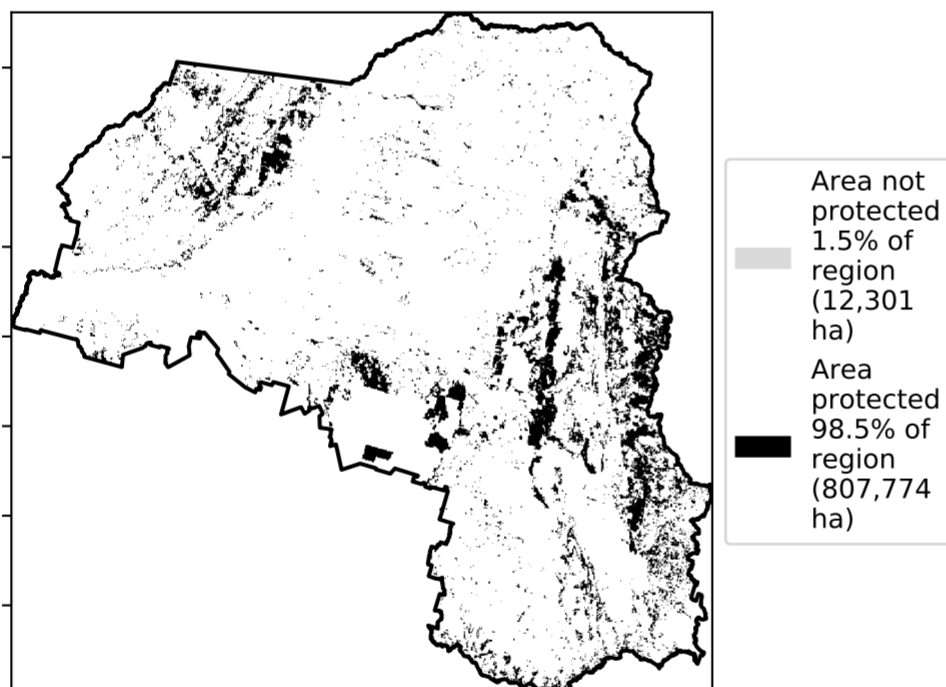 Area not
protected
1.5% of
region
(12,301
ha)
Area
protected
98.5% of
region
(807,774
ha)